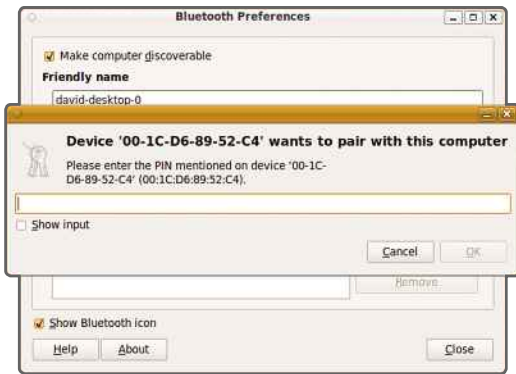 Bluetooth Preferences
Make computer discoverable
Friendly name
david-desktop-0
Device '00-1C-D6-89-52-C4' wants to pair with this computer
Please enter the PIN mentioned on device '00-1C-
D6-89-52-C4' (00:1C:D6:89:52:C4).
Show input
Cancel OK
Remove
Show Bluetooth icon
Help About Close